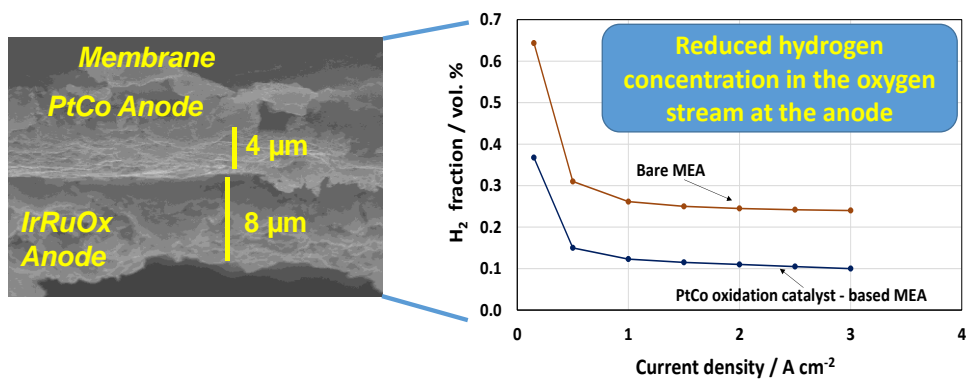 Membrane
PtCo Anode
4 µm
8 µm
IrRuOx
Anode
Reduced hydrogen
concentration in the oxygen
stream at the anode
H2 fraction / vol. %
0.7
0.6
0.5
0.4
0.3
0.2
0.1
0.0
Bare MEA
PtCo oxidation catalyst - based MEA
0 1 2 3 4
Current density / A cm-2